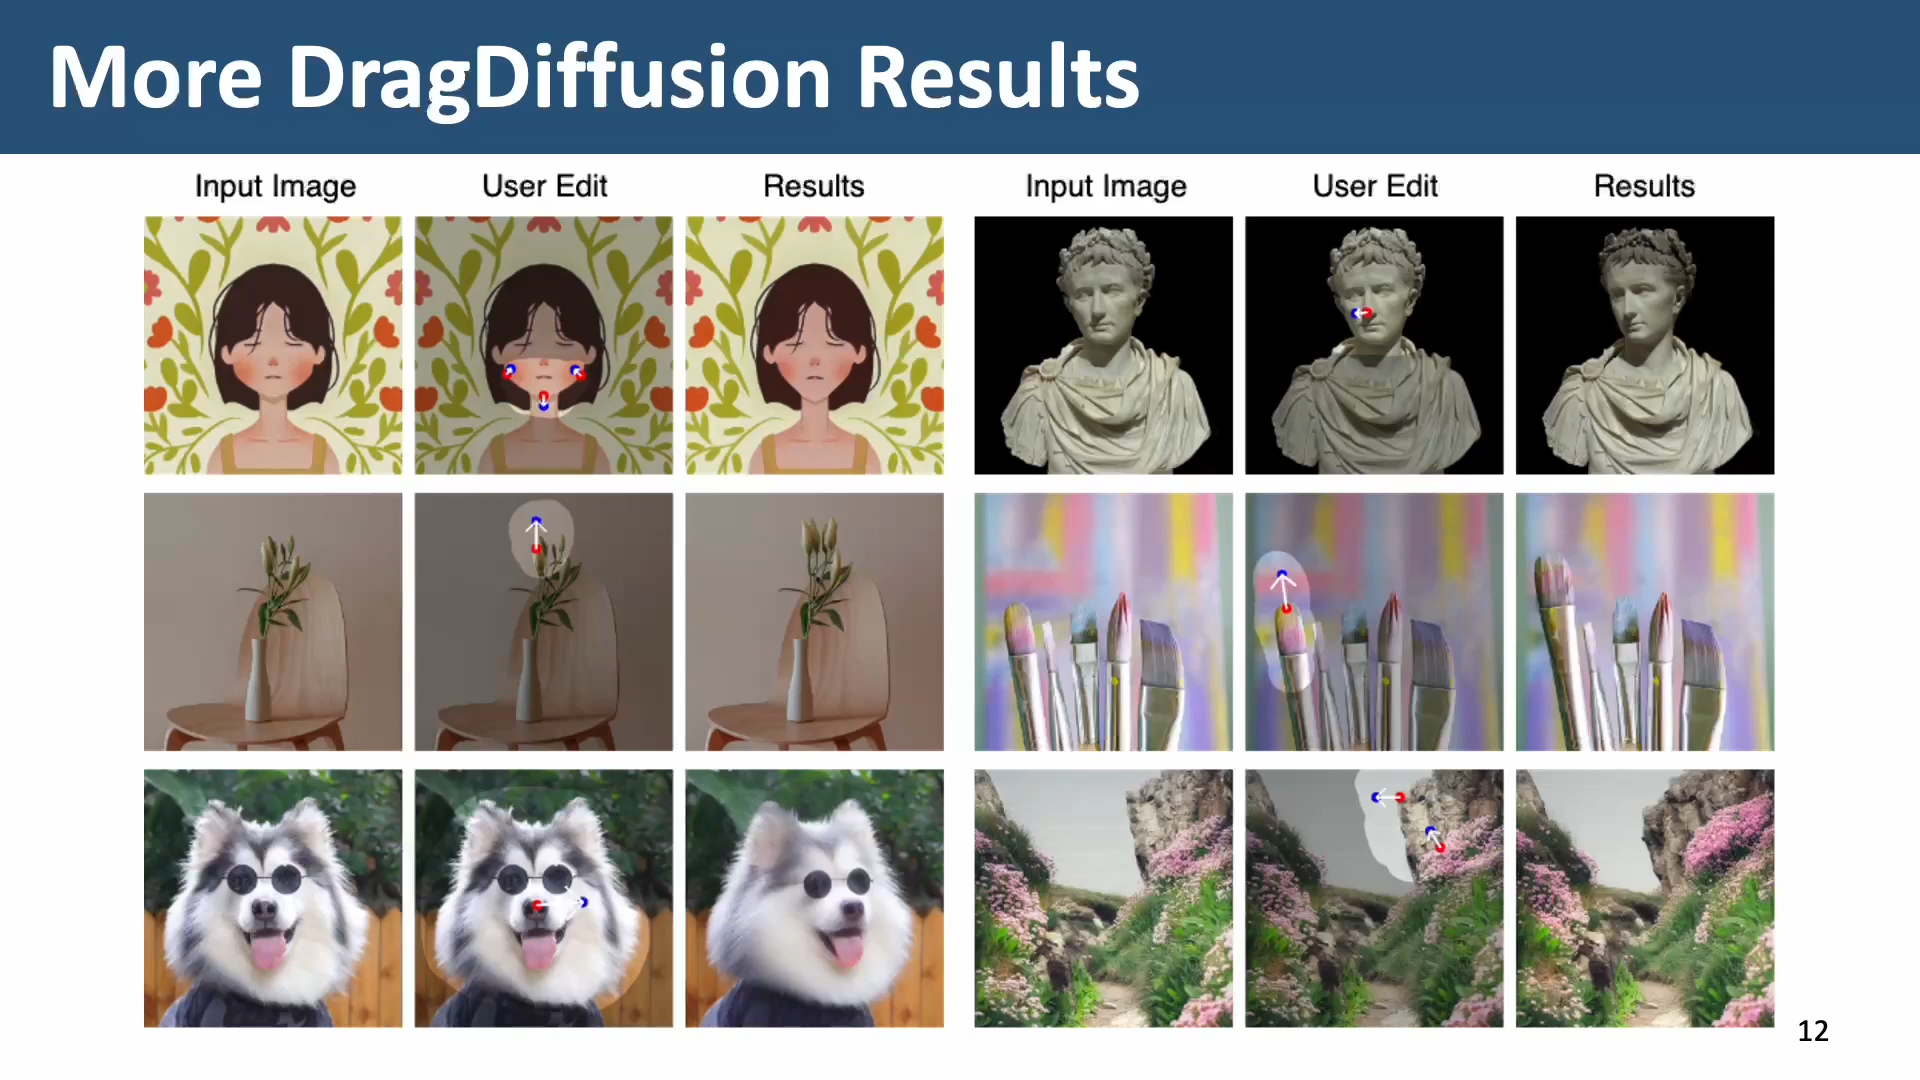 More DragDiffusion Results
Input Image
User Edit
Results
Input Image
User Edit
Results
12